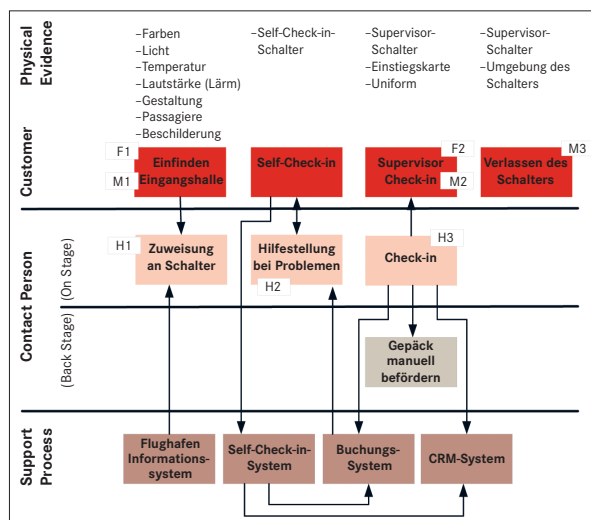 Physical
Evidence
–Farben
–Licht
–Temperatur
–Lautstärke (Lärm)
–Gestaltung
–Passagiere
–Beschilderung
–Self-Check-in-
Schalter
–Supervisor-
Schalter
–Einstiegskarte
–Uniform
–Supervisor-
Schalter
–Umgebung des
Schalters
Customer
F1
M1
Einfinden
Eingangshalle
Self-Check-in
F2
M2
Supervisor
Check-in
M3
Verlassen des
Schalters
Contact Person
(On Stage)
H1
Zuweisung
an Schalter
Hilfestellung
bei Problemen
H2
H3
Check-in
(Back Stage)
Gepäck
manuell
befördern
Support
Process
Flughafen
Informations-
system
Self-Check-in-
System
Buchungs-
System
CRM-System